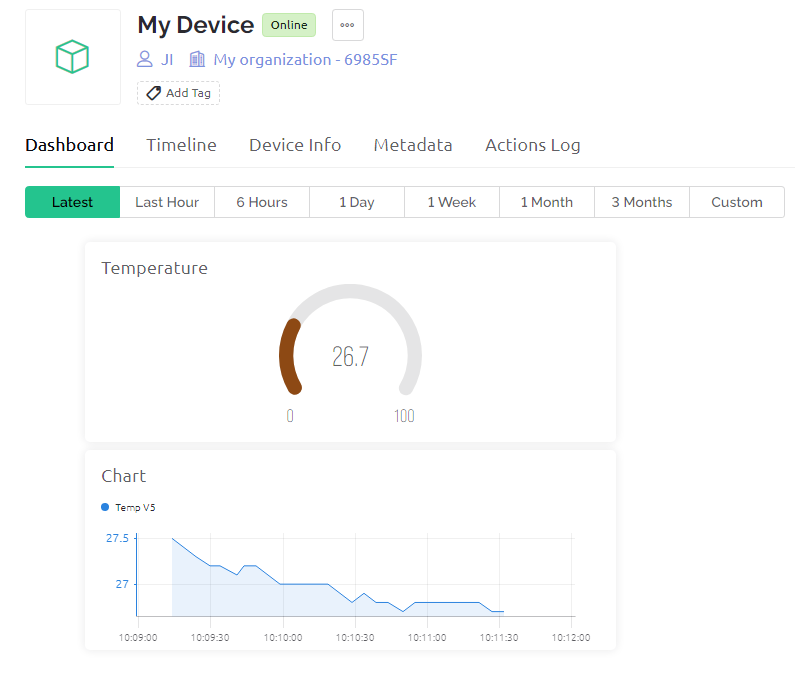 My Device Online
JI My organization - 6985SF
Add Tag
Dashboard Timeline Device Info Metadata Actions Log
Latest Last Hour 6 Hours 1 Day 1 Week 1 Month 3 Months Custom
Temperature
26.7
0 100
Chart
Temp V5
27.5
27
10:09:00 10:09:30 10:10:00 10:10:30 10:11:00 10:11:30 10:12:00